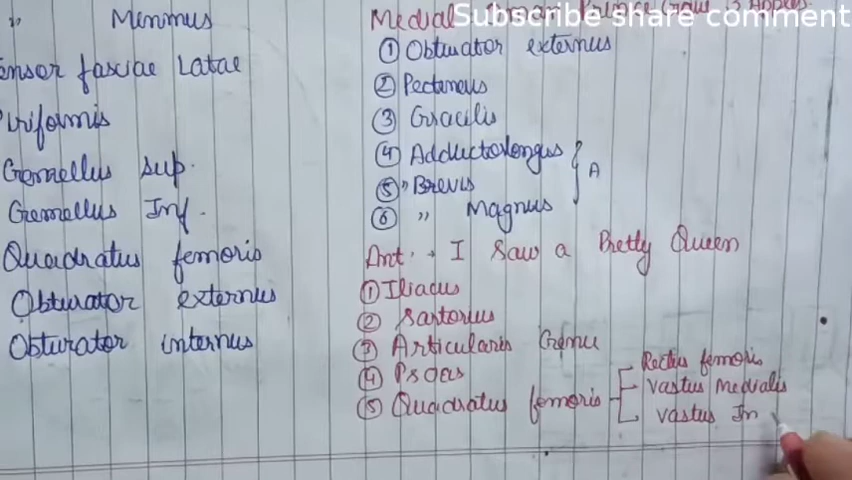 " Minmus
ensor fasciae Latae
Piriformis
Gemellus Sup.
Gemellus Inf.
Quadratus femoris
Obturator externus
Obturator internus
Subscribe share comment
Medial
① Obturator externus
② Pectineus
③ Gracilis
④ Adductor longus
⑤ " Brevis
⑥ " Magnus
A
Ant. → I Saw a Pretty Queen
① Iliacus
② Sartorius
③ Articularis Genu
④ Psoas
⑤ Quadratus femoris
Rectus femoris
Vastus Medialis
Vastus In